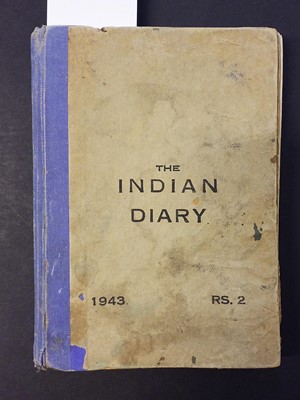 THE
INDIAN
DIARY
1943. RS. 2